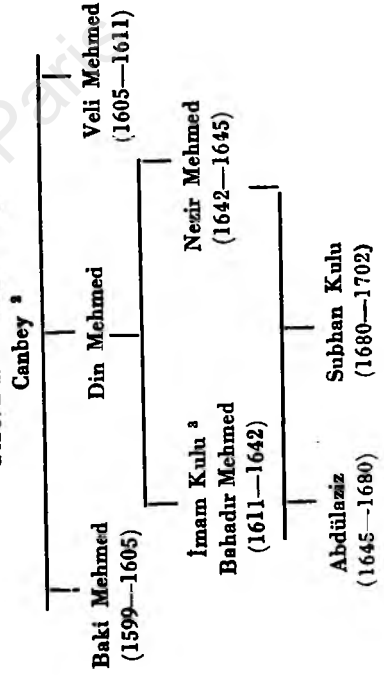 Canbey ²
Baki Mehmed
(1599—1605)
Din Mehmed
Veli Mehmed
(1605—1611)
İmam Kulu ³
Bahadır Mehmed
(1611—1642)
Nezir Mehmed
(1642—1645)
Abdülaziz
(1645—1680)
Subhan Kulu
(1680—1702)
Paris